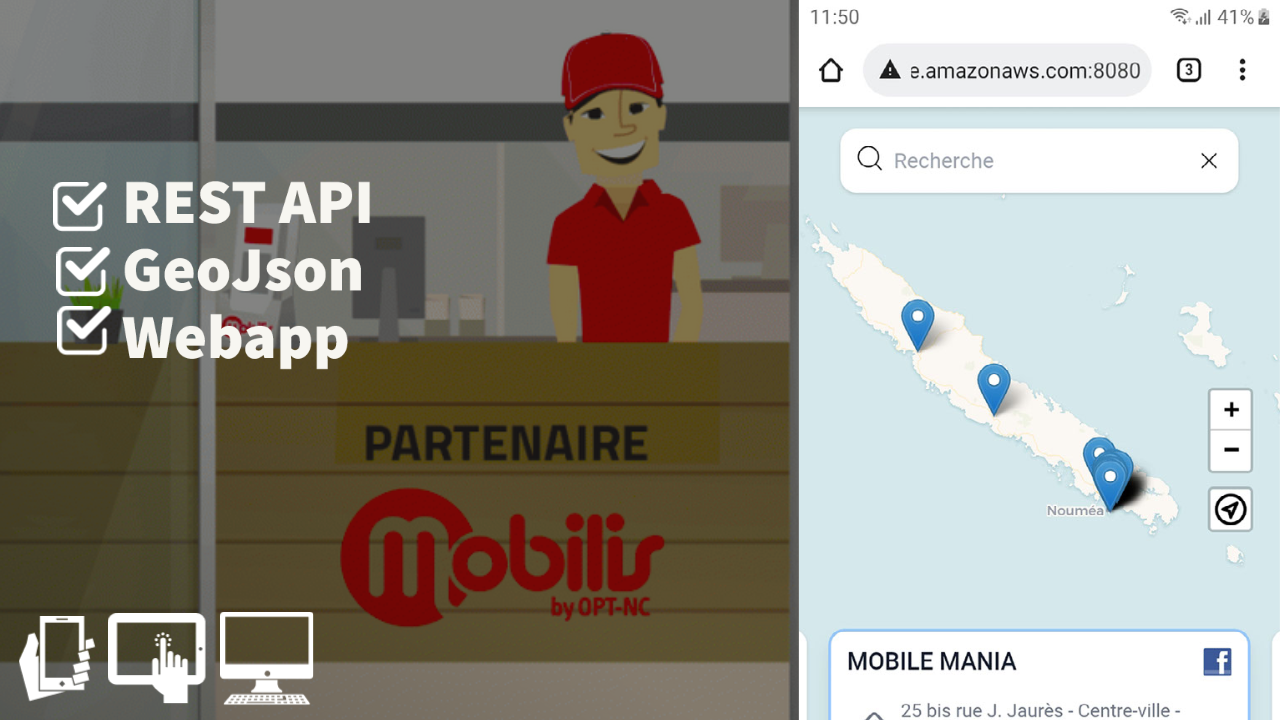 REST API
GeoJson
Webapp
PARTENAIRE
mobilis
by OPT-NC
11:50
41%
e.amazonaws.com:8080
3
Recherche
Nouméa
+
-
MOBILE MANIA
25 bis rue J. Jaurès - Centre-ville -